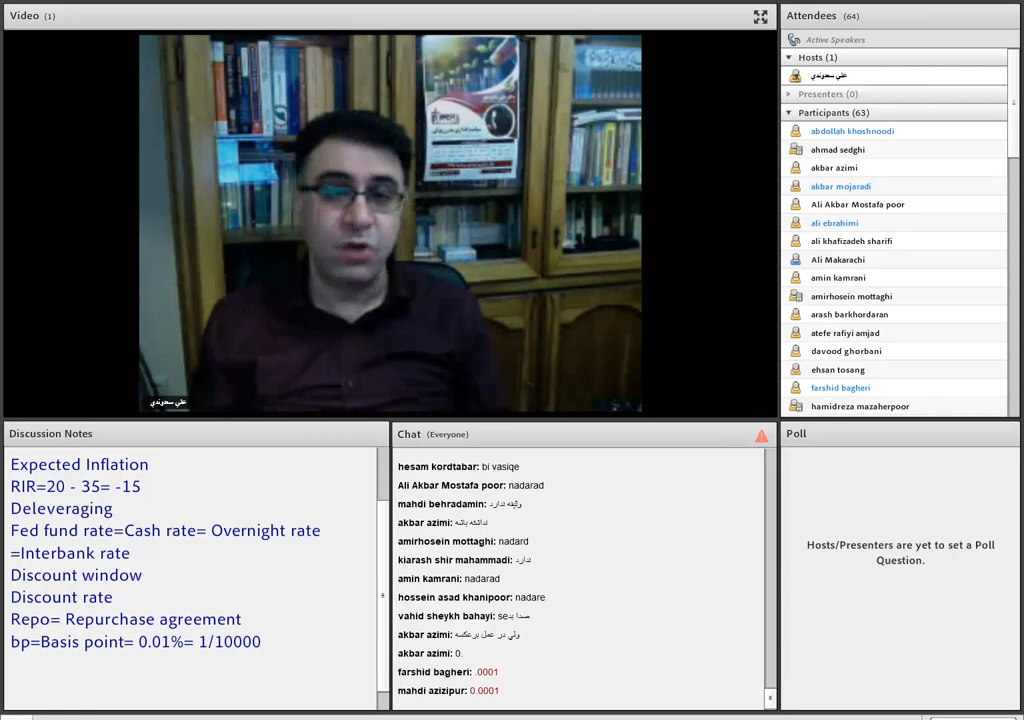 Video (1)
علي سعدوندي
Attendees (64)
Active Speakers
Hosts (1)
علي سعدوندي
Presenters (0)
Participants (63)
abdollah khoshnoodi
ahmad sedghi
akbar azimi
akbar mojaradi
Ali Akbar Mostafa poor
ali ebrahimi
ali khafizadeh sharifi
Ali Makarachi
amin kamrani
amirhosein mottaghi
arash barkhordaran
atefe rafiyi amjad
davood ghorbani
ehsan tosang
farshid bagheri
hamidreza mazaherpoor
Discussion Notes
Expected Inflation
RIR=20 - 35= -15
Deleveraging
Fed fund rate=Cash rate= Overnight rate
=Interbank rate
Discount window
Discount rate
Repo= Repurchase agreement
bp=Basis point= 0.01%= 1/10000
Chat (Everyone)
hesam kordtabar: bi vasiqe
Ali Akbar Mostafa poor: nadarad
mahdi behradamin: وثیقه ندارد
akbar azimi: نداشته باشه
amirhosein mottaghi: nadard
kiarash shir mahammadi: ندارد
amin kamrani: nadarad
hossein asad khanipoor: nadare
vahid sheykh bahayi: seصدا بد
akbar azimi: ولي در عمل برعكسه
akbar azimi: 0.
farshid bagheri: .0001
mahdi azizipur: 0.0001
Poll
Hosts/Presenters are yet to set a Poll
Question.